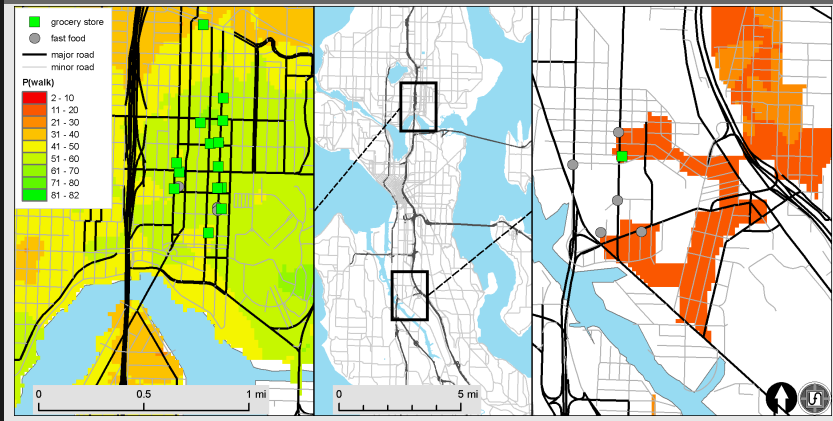 grocery store
fast food
major road
minor road
P(walk)
2 - 10
11 - 20
21 - 30
31 - 40
41 - 50
51 - 60
61 - 70
71 - 80
81 - 82
0 0.5 1 mi
0 5 mi